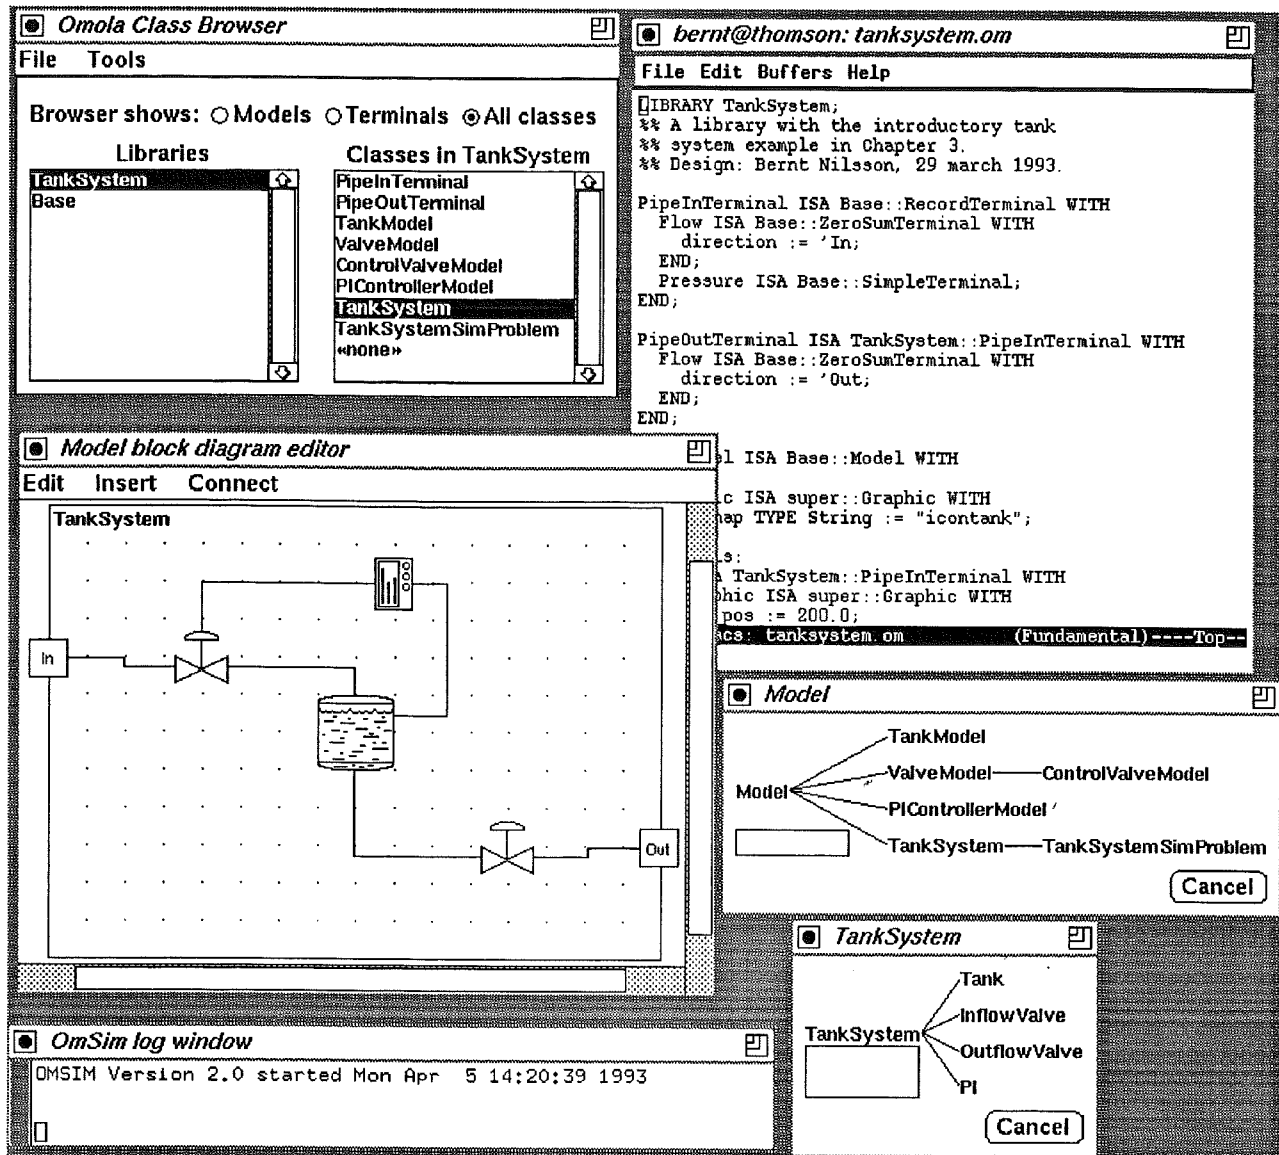 Omola Class Browser
File Tools
Browser shows: Models Terminals All classes
Libraries
TankSystem
Base
Classes in TankSystem
PipeInTerminal
PipeOutTerminal
TankModel
ValveModel
ControlValveModel
PIControllerModel
TankSystem
TankSystemSimProblem
«none»
bernt@thomson: tanksystem.om
File Edit Buffers Help
LIBRARY TankSystem;
%% A library with the introductory tank
%% system example in Chapter 3.
%% Design: Bernt Nilsson, 29 march 1993.
PipeInTerminal ISA Base::RecordTerminal WITH
Flow ISA Base::ZeroSumTerminal WITH
direction := 'In;
END;
Pressure ISA Base::SimpleTerminal;
END;
PipeOutTerminal ISA TankSystem::PipeInTerminal WITH
Flow ISA Base::ZeroSumTerminal WITH
direction := 'Out;
END;
END;
l ISA Base::Model WITH
c ISA super::Graphic WITH
ap TYPE String := "icontank";
s:
TankSystem::PipeInTerminal WITH
hic ISA super::Graphic WITH
pos := 200.0;
acs: tanksystem.om (Fundamental)----Top--
Model block diagram editor
Edit Insert Connect
TankSystem
In
Out
Model
Model
TankModel
ValveModel ControlValveModel
PIControllerModel
TankSystem TankSystemSimProblem
Cancel
TankSystem
TankSystem
Tank
InflowValve
OutflowValve
PI
Cancel
OmSim log window
OMSIM Version 2.0 started Mon Apr 5 14:20:39 1993